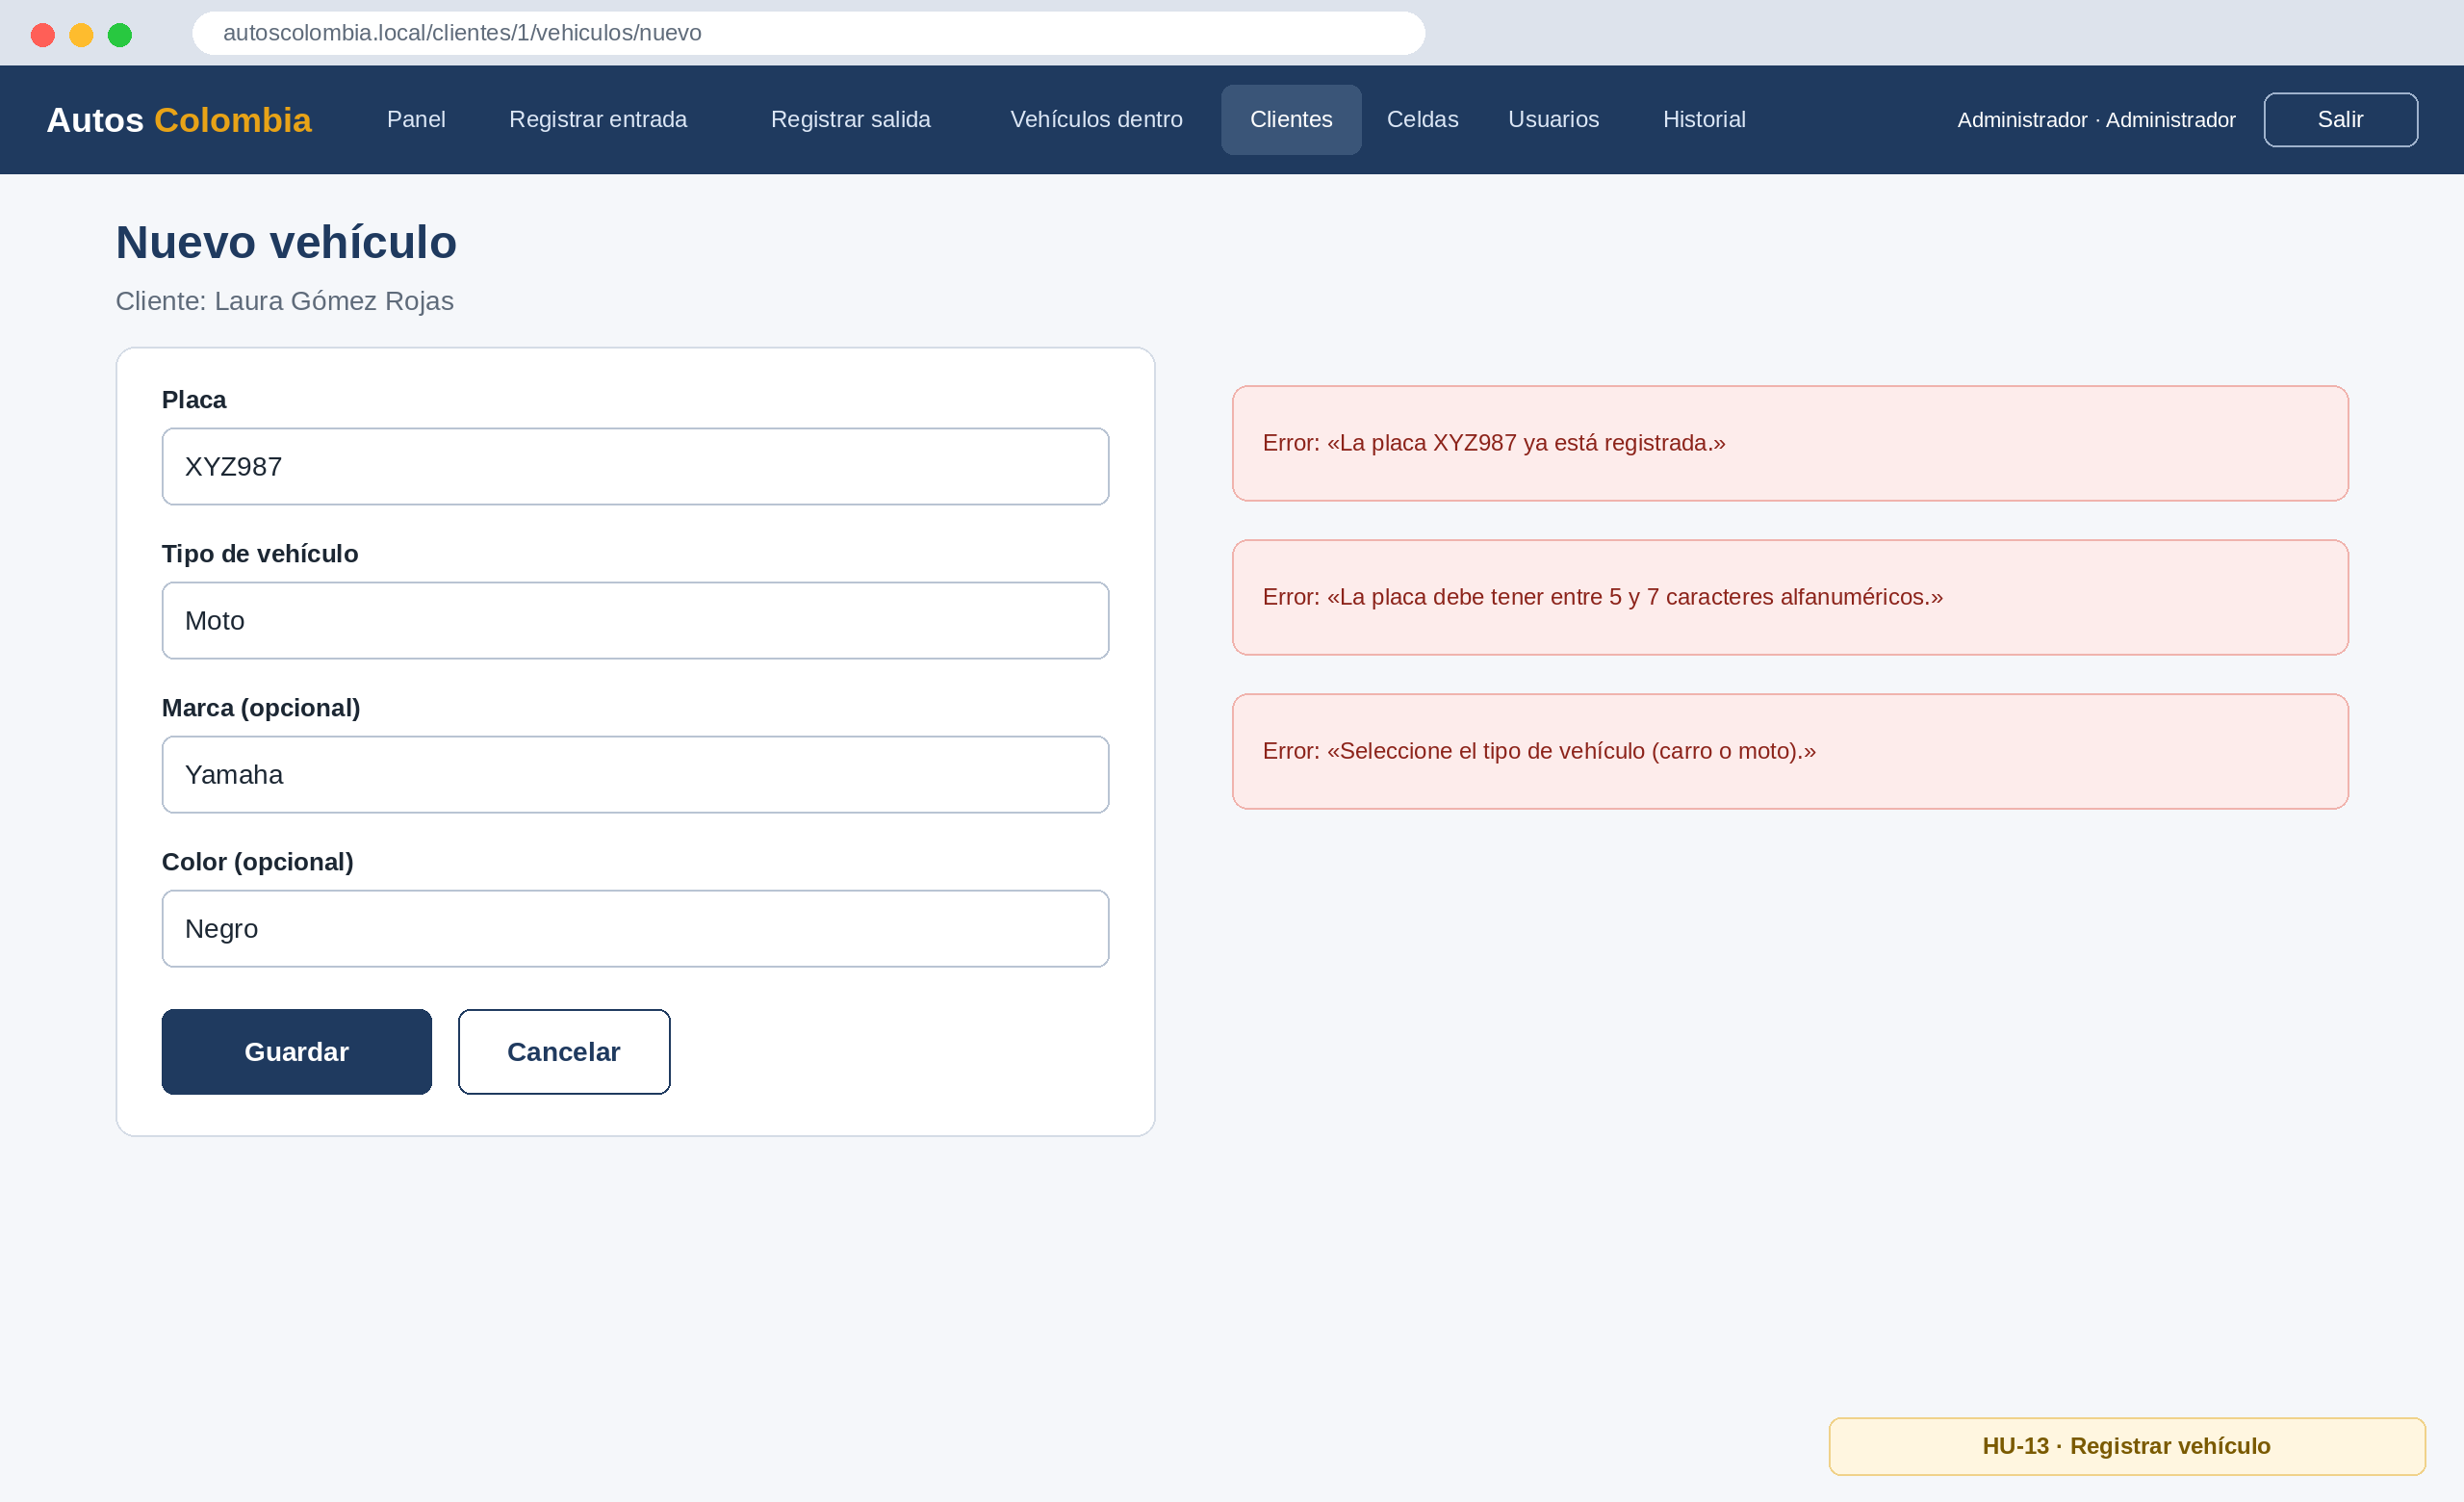 autoscolombia.local/clientes/1/vehiculos/nuevo
Autos Colombia
Panel
Registrar entrada
Registrar salida
Vehículos dentro
Clientes
Celdas
Usuarios
Historial
Administrador · Administrador
Salir
Nuevo vehículo
Cliente: Laura Gómez Rojas
Placa
XYZ987
Tipo de vehículo
Moto
Marca (opcional)
Yamaha
Color (opcional)
Negro
Guardar
Cancelar
Error: «La placa XYZ987 ya está registrada.»
Error: «La placa debe tener entre 5 y 7 caracteres alfanuméricos.»
Error: «Seleccione el tipo de vehículo (carro o moto).»
HU-13 · Registrar vehículo